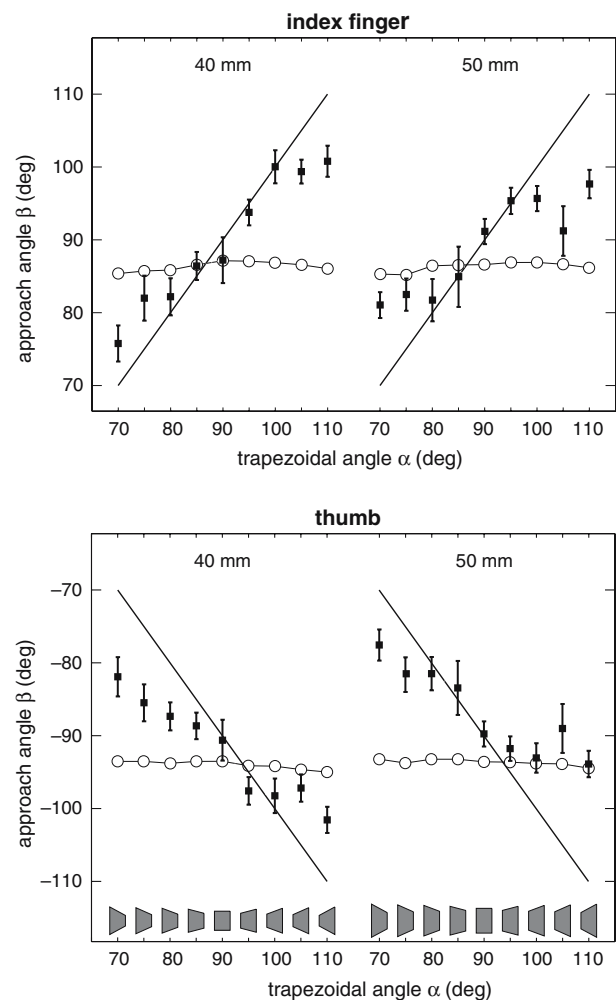 index finger
40 mm 50 mm
110
100
90
80
70
approach angle β (deg)
70 80 90 100 110 70 80 90 100 110
trapezoidal angle α (deg)
thumb
40 mm 50 mm
−70
−80
−90
−100
−110
approach angle β (deg)
70 80 90 100 110 70 80 90 100 110
trapezoidal angle α (deg)